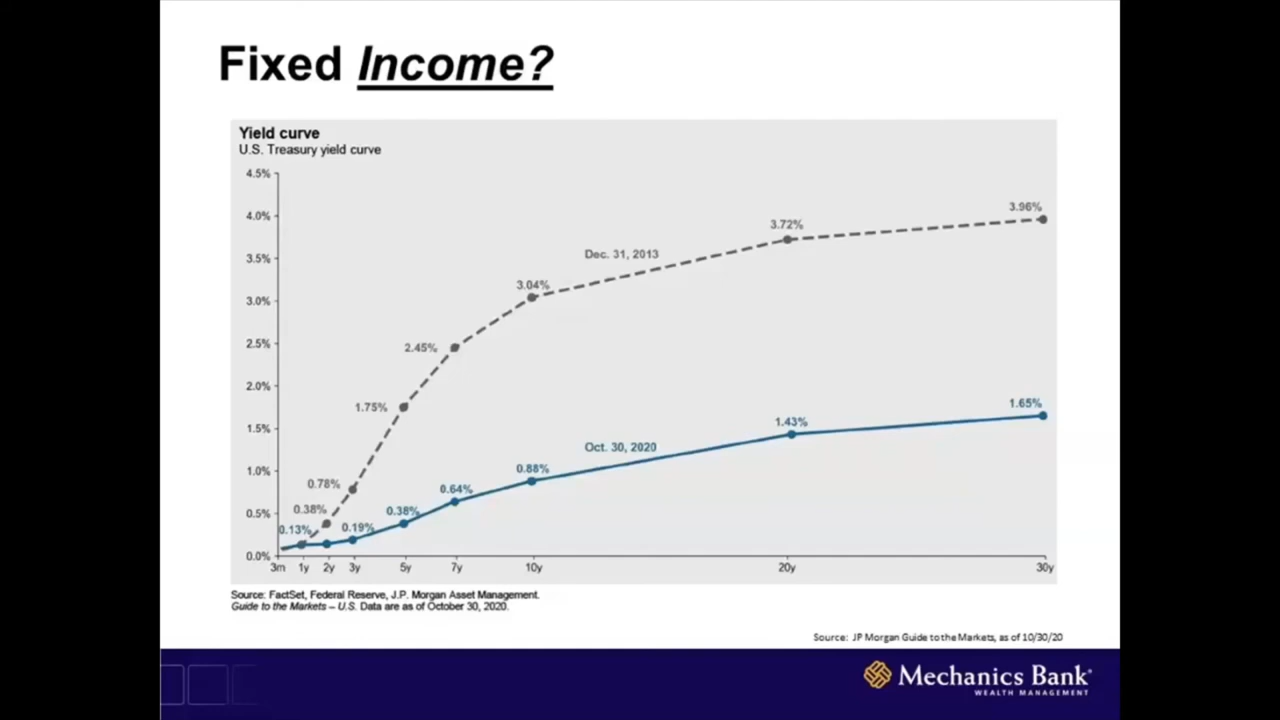 Fixed Income?
Yield curve
U.S. Treasury yield curve
4.5%
4.0%
3.5%
3.0%
2.5%
2.0%
1.5%
1.0%
0.5%
0.0%
3.96%
3.72%
Dec. 31, 2013
3.04%
2.45%
1.75%
0.78%
0.38%
0.13%
0.19%
0.38%
0.64%
0.88%
Oct. 30, 2020
1.43%
1.65%
3m 1y 2y 3y 5y 7y 10y 20y 30y
Source: FactSet, Federal Reserve, J.P. Morgan Asset Management.
Guide to the Markets – U.S. Data are as of October 30, 2020.
Source: JP Morgan Guide to the Markets, as of 10/30/20
Mechanics Bank
WEALTH MANAGEMENT